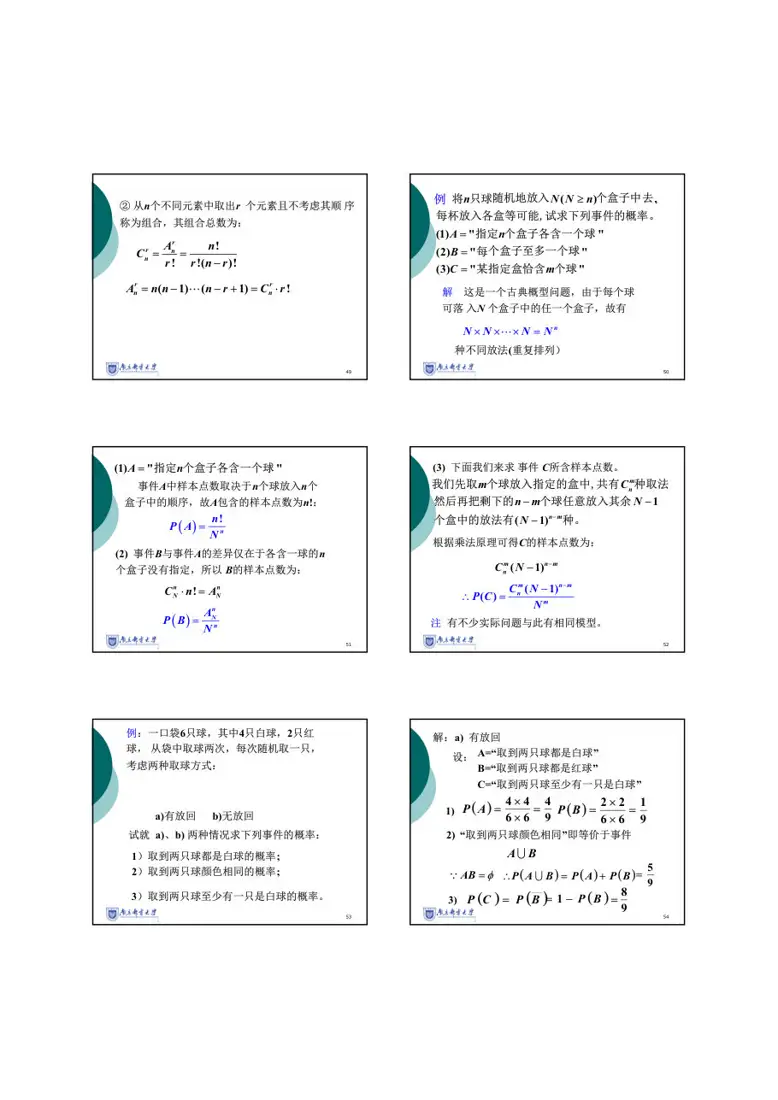 ② 从n个不同元素中取出r 个元素且不考虑其顺 序
称为组合，其组合总数为：
C_n^r = A_n^r / r! = n! / r!(n − r)!
A_n^r = n(n − 1)⋯(n − r + 1) = C_n^r · r!
49
例 将n只球随机地放入N(N ≥ n)个盒子中去,
每杯放入各盒等可能,试求下列事件的概率。
(1)A = "指定n个盒子各含一个球"
(2)B = "每个盒子至多一个球"
(3)C = "某指定盒恰含m个球"
解 这是一个古典概型问题，由于每个球
可落 入N 个盒子中的任一个盒子，故有
N × N × ⋯ × N = N^n
种不同放法(重复排列）
50
(1)A = "指定n个盒子各含一个球"
事件A中样本点数取决于n个球放入n个
盒子中的顺序，故A包含的样本点数为n!：
P(A) = n! / N^n
(2) 事件B与事件A的差异仅在于各含一球的n
个盒子没有指定，所以 B的样本点数为：
C_N^n · n! = A_N^n
P(B) = A_N^n / N^n
51
(3) 下面我们来求 事件 C所含样本点数。
我们先取m个球放入指定的盒中,共有C_n^m种取法
然后再把剩下的n − m个球任意放入其余 N − 1
个盒中的放法有(N − 1)^{n−m}种。
根据乘法原理可得C的样本点数为：
C_n^m (N − 1)^{n−m}
∴ P(C) = C_n^m (N − 1)^{n−m} / N^m
注 有不少实际问题与此有相同模型。
52
例：一口袋6只球，其中4只白球，2只红
球， 从袋中取球两次，每次随机取一只，
考虑两种取球方式：
a)有放回 b)无放回
试就 a)、b) 两种情况求下列事件的概率：
1）取到两只球都是白球的概率；
2）取到两只球颜色相同的概率；
3）取到两只球至少有一只是白球的概率。
53
解：a) 有放回
设： A=“取到两只球都是白球”
B=“取到两只球都是红球”
C=“取到两只球至少有一只是白球”
1) P(A) = 4 × 4 / 6 × 6 = 4/9 P(B) = 2 × 2 / 6 × 6 = 1/9
2) “取到两只球颜色相同”即等价于事件
A∪B
∵ AB = ϕ ∴ P(A∪B) = P(A) + P(B) = 5/9
3) P(C) = P(B̅) = 1 − P(B) = 8/9
54